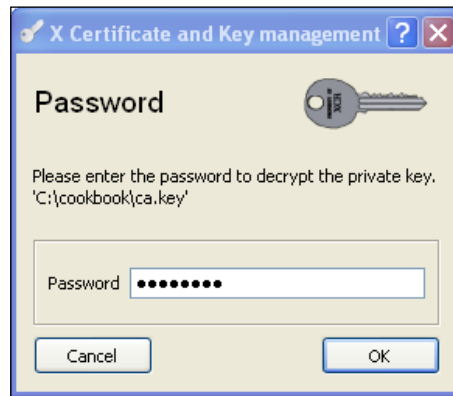 X Certificate and Key management
Password
Please enter the password to decrypt the private key.
'C:\cookbook\ca.key'
Password ●●●●●●●●
Cancel OK